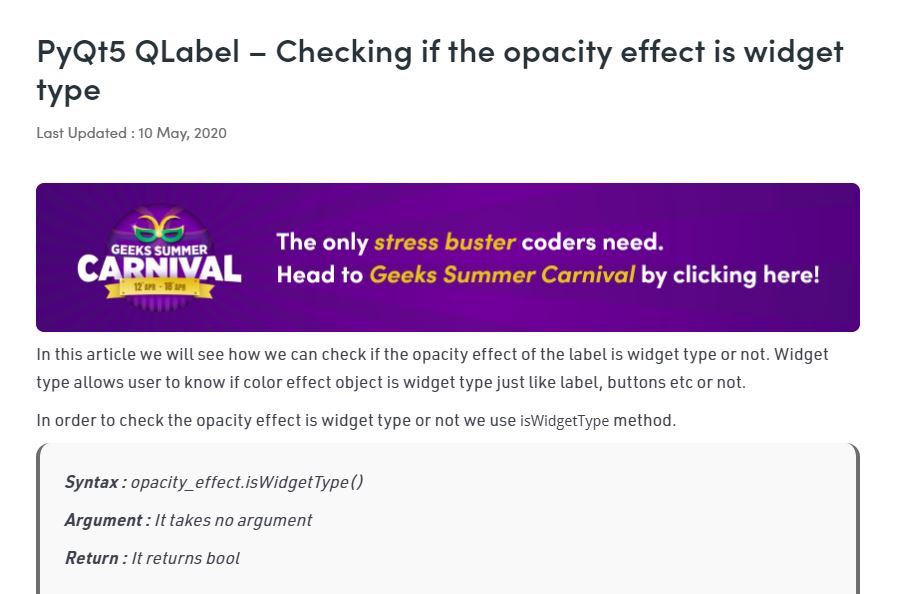 PyQt5 QLabel – Checking if the opacity effect is widget
type
Last Updated : 10 May, 2020
GEEKS SUMMER
CARNIVAL
12 APR - 18 APR
The only stress buster coders need.
Head to Geeks Summer Carnival by clicking here!
In this article we will see how we can check if the opacity effect of the label is widget type or not. Widget
type allows user to know if color effect object is widget type just like label, buttons etc or not.
In order to check the opacity effect is widget type or not we use isWidgetType method.
Syntax : opacity_effect.isWidgetType()
Argument : It takes no argument
Return : It returns bool